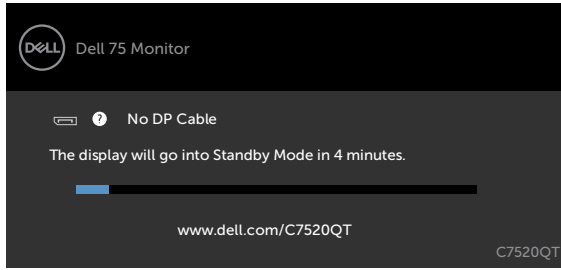 DELL
Dell 75 Monitor
? No DP Cable
The display will go into Standby Mode in 4 minutes.
www.dell.com/C7520QT
C7520QT